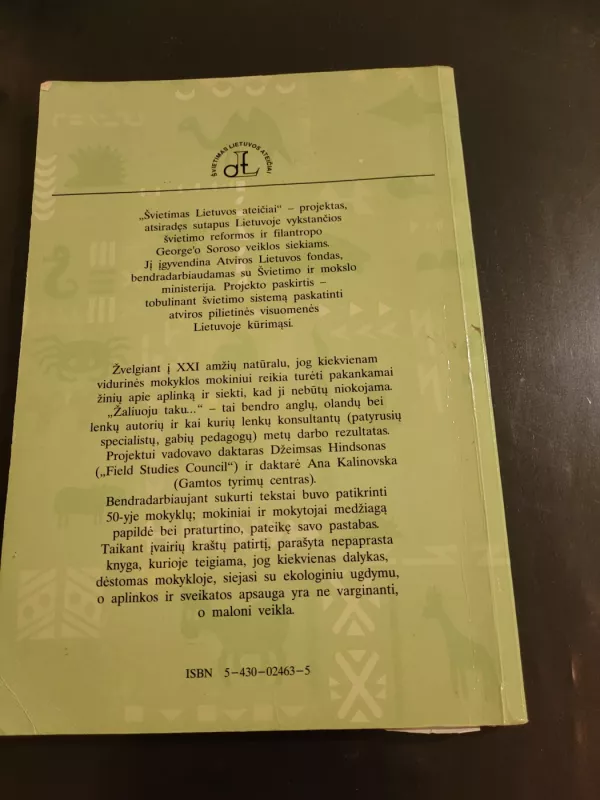 ŠVIETIMAS LIETUVOS ATEIČIAI
„Švietimas Lietuvos ateičiai“ – projektas,
atsiradęs sutapus Lietuvoje vykstančios
švietimo reformos ir filantropo
George'o Soroso veiklos siekiams.
Jį įgyvendina Atviros Lietuvos fondas,
bendradarbiaudamas su Švietimo ir mokslo
ministerija. Projekto paskirtis –
tobulinant švietimo sistemą paskatinti
atviros pilietinės visuomenės
Lietuvoje kūrimąsi.
Žvelgiant į XXI amžių natūralu, jog kiekvienam
vidurinės mokyklos mokiniui reikia turėti pakankamai
žinių apie aplinką ir siekti, kad ji nebūtų niokojama.
„Žaliuoju taku...“ – tai bendro anglų, olandų bei
lenkų autorių ir kai kurių lenkų konsultantų (patyrusių
specialistų, gabių pedagogų) metų darbo rezultatas.
Projektui vadovavo daktaras Džeimsas Hindsonas
(„Field Studies Council“) ir daktarė Ana Kalinovska
(Gamtos tyrimų centras).
Bendradarbiaujant sukurti tekstai buvo patikrinti
50-yje mokyklų; mokiniai ir mokytojai medžiagą
papildė bei praturtino, pateikė savo pastabas.
Taikant įvairių kraštų patirtį, parašyta nepaprasta
knyga, kurioje teigiama, jog kiekvienas dalykas,
dėstomas mokykloje, siejasi su ekologiniu ugdymu,
o aplinkos ir sveikatos apsauga yra ne varginanti,
o maloni veikla.
ISBN 5–430–02463–5